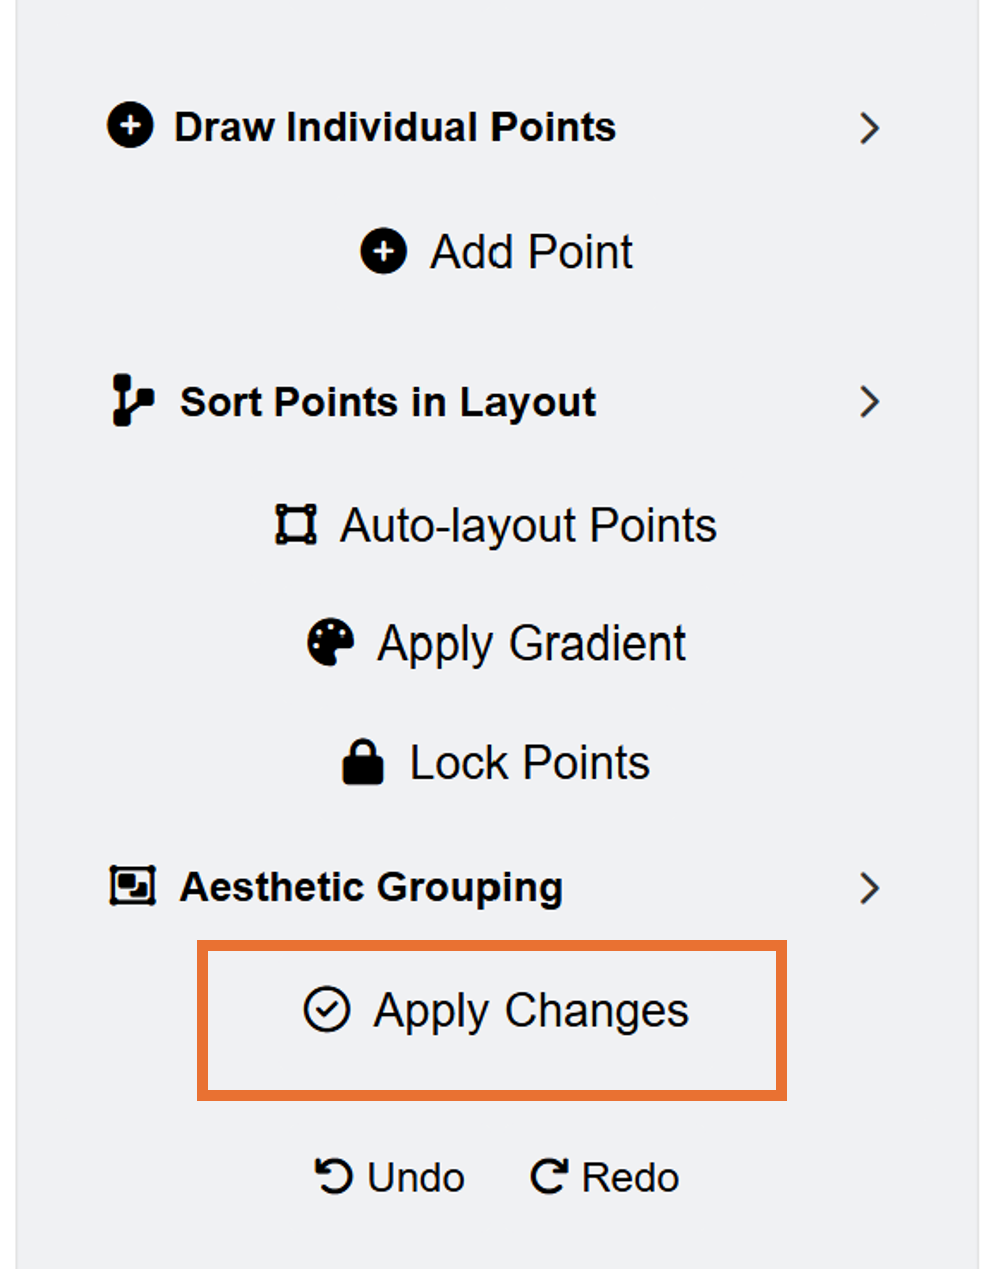 Draw Individual Points
Add Point
Sort Points in Layout
Auto-layout Points
Apply Gradient
Lock Points
Aesthetic Grouping
Apply Changes
Undo Redo